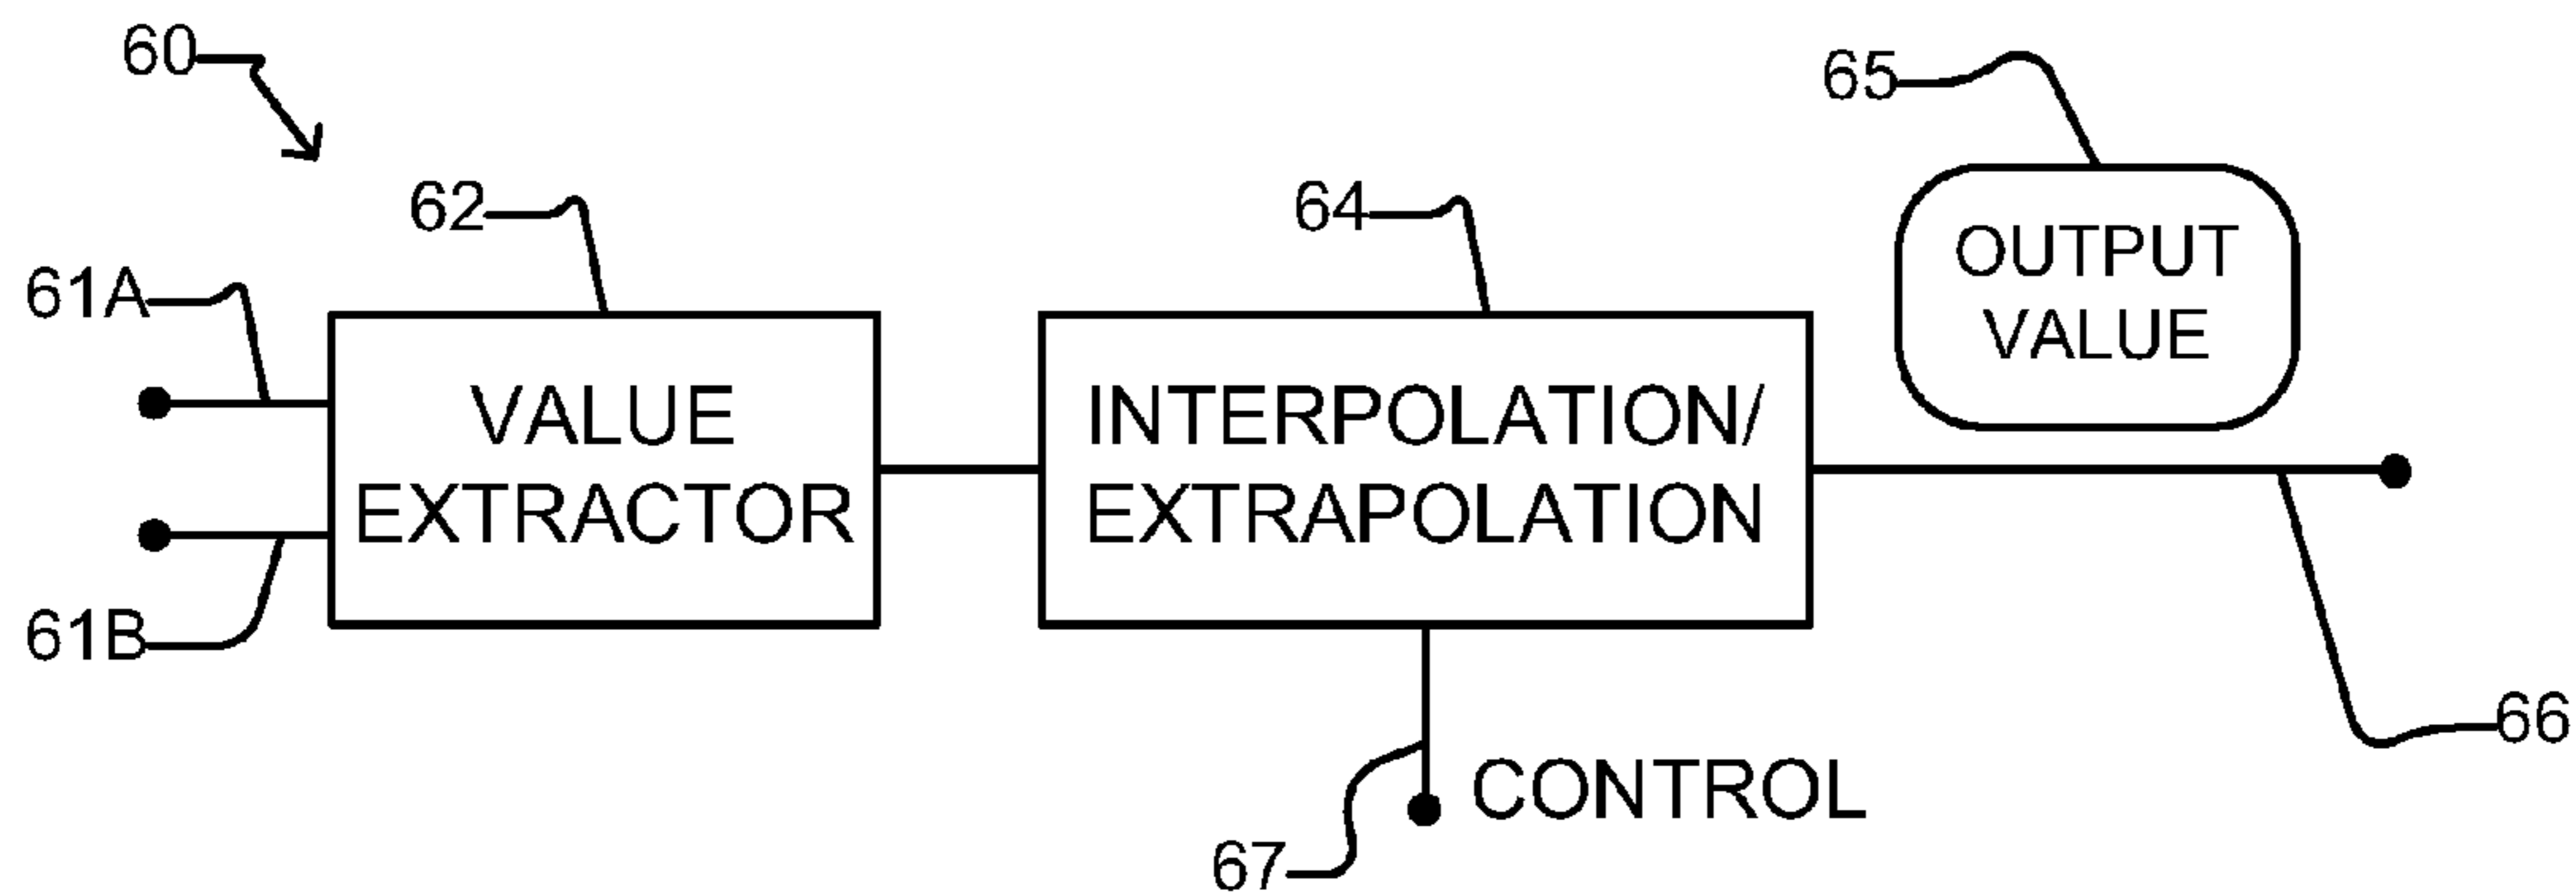 60
65
62
64
OUTPUT
VALUE
61A
VALUE
EXTRACTOR
INTERPOLATION/
EXTRAPOLATION
61B
66
CONTROL
67